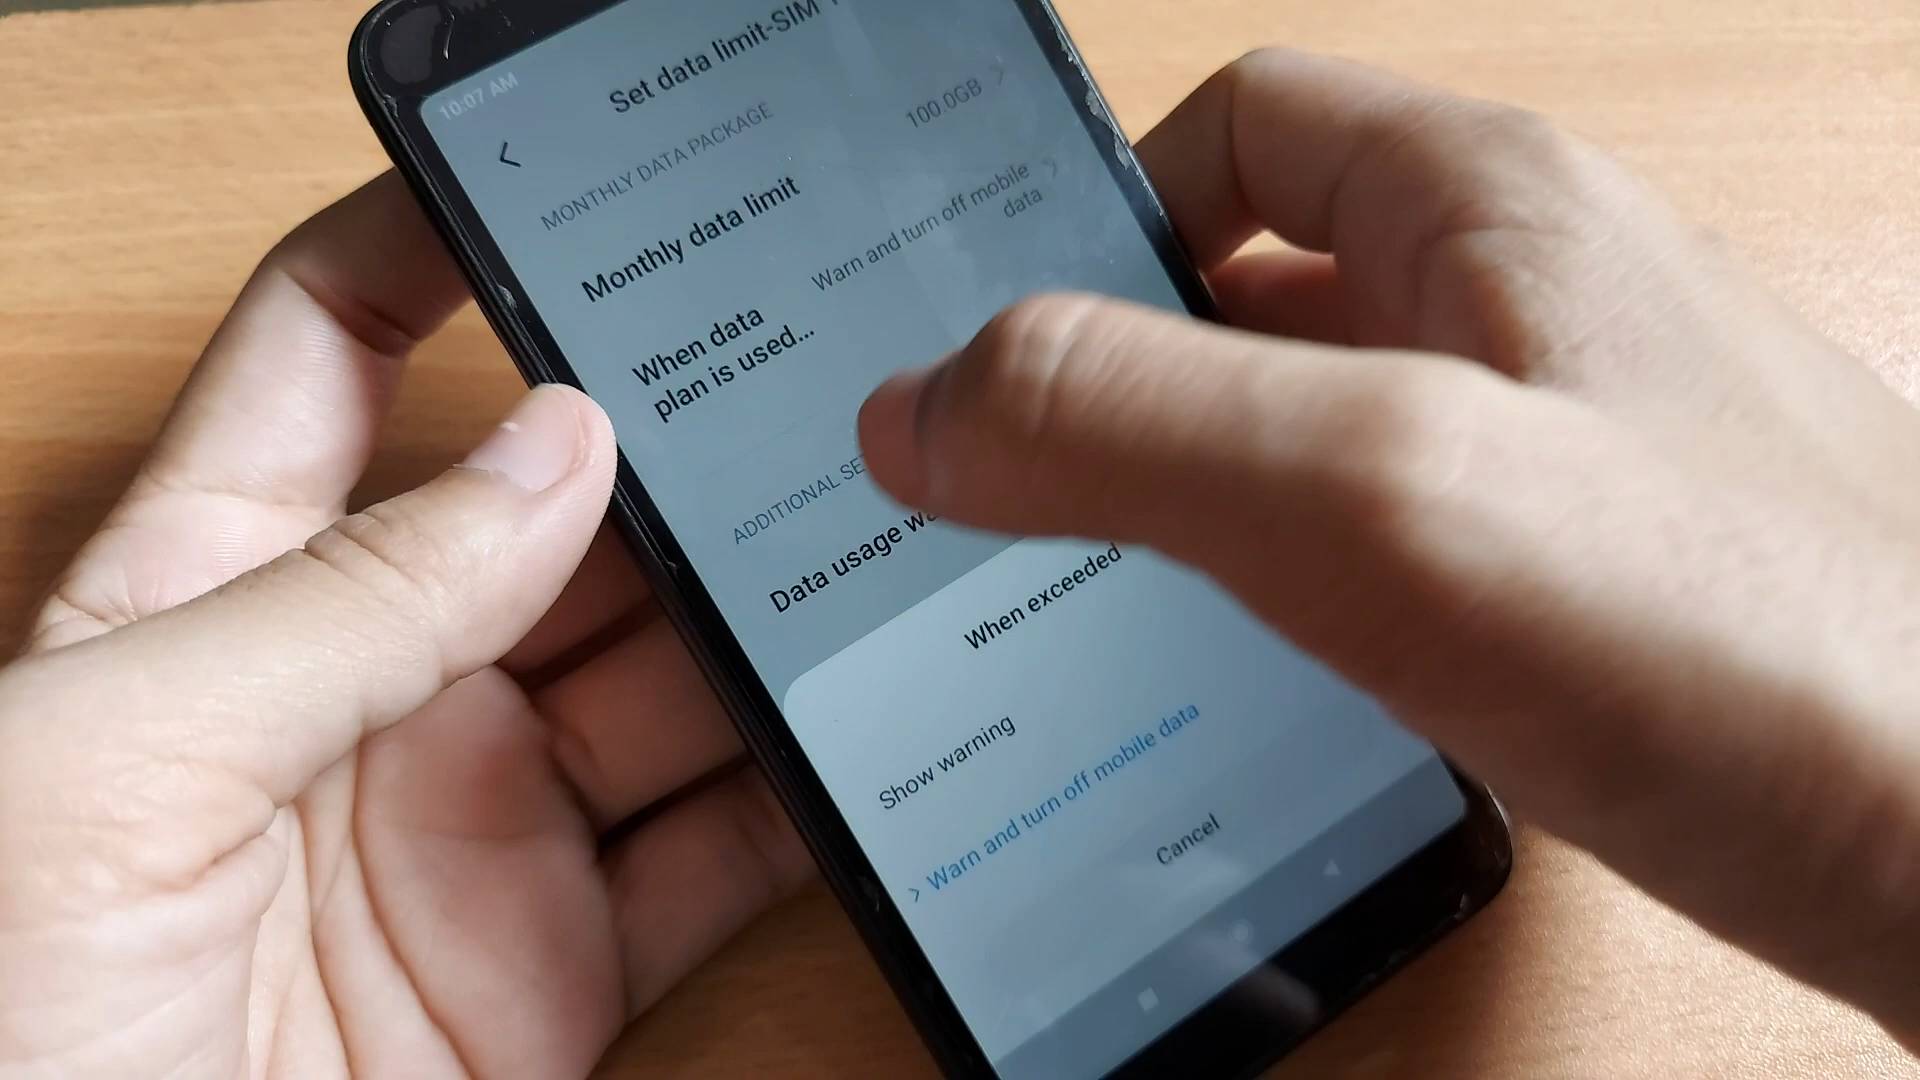 10:07 AM
Set data limit-SIM
MONTHLY DATA PACKAGE
Monthly data limit
100.0GB
When data
plan is used...
Warn and turn off mobile
data
ADDITIONAL
Data usage
When exceeded
Show warning
Warn and turn off mobile data
Cancel